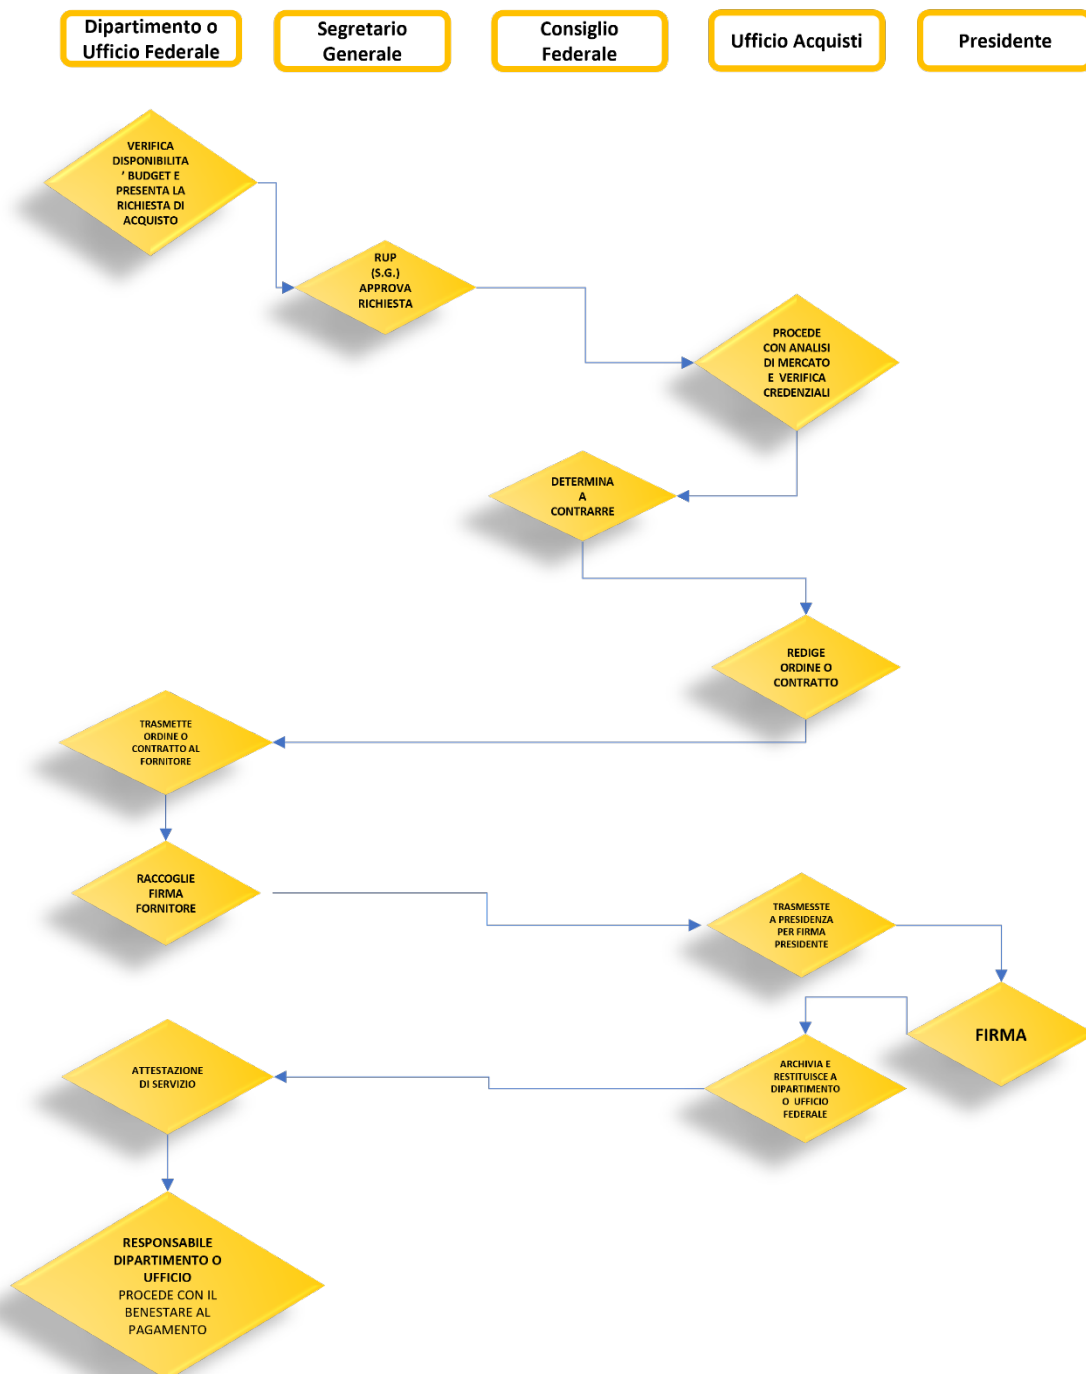 Dipartimento o
Ufficio Federale
Segretario
Generale
Consiglio
Federale
Ufficio Acquisti
Presidente
VERIFICA
DISPONIBILITA
' BUDGET E
PRESENTA LA
RICHIESTA DI
ACQUISTO
RUP
(S.G.)
APPROVA
RICHIESTA
PROCEDE
CON ANALISI
DI MERCATO
E VERIFICA
CREDENZIALI
DETERMINA
A
CONTRARRE
REDIGE
ORDINE O
CONTRATTO
TRASMETTE
ORDINE O
CONTRATTO AL
FORNITORE
RACCOGLIE
FIRMA
FORNITORE
TRASMESSTE
A PRESIDENZA
PER FIRMA
PRESIDENTE
FIRMA
ARCHIVIA E
RESTITUISCE A
DIPARTIMENTO
O UFFICIO
FEDERALE
ATTESTAZIONE
DI SERVIZIO
RESPONSABILE
DIPARTIMENTO O
UFFICIO
PROCEDE CON IL
BENESTARE AL
PAGAMENTO